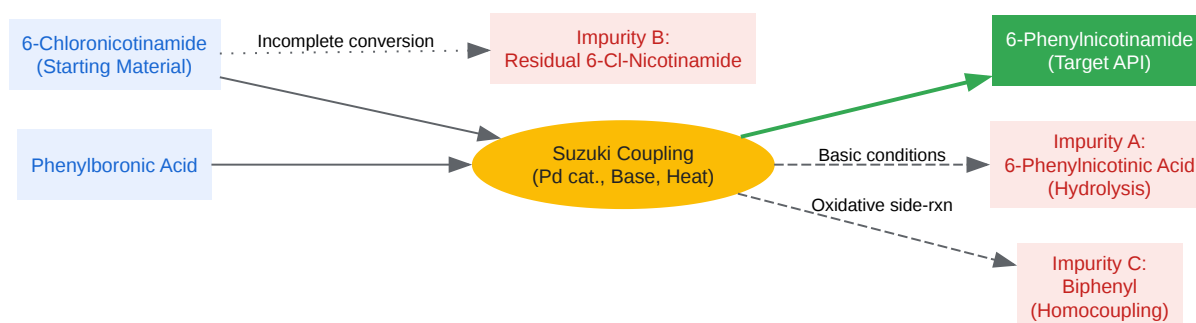 6-Chloronicotinamide
(Starting Material)
Incomplete conversion
Impurity B:
Residual 6-Cl-Nicotinamide
6-Phenylnicotinamide
(Target API)
Phenylboronic Acid
Suzuki Coupling
(Pd cat., Base, Heat)
Basic conditions
Impurity A:
6-Phenylnicotinic Acid
(Hydrolysis)
Oxidative side-rxn
Impurity C:
Biphenyl
(Homocoupling)